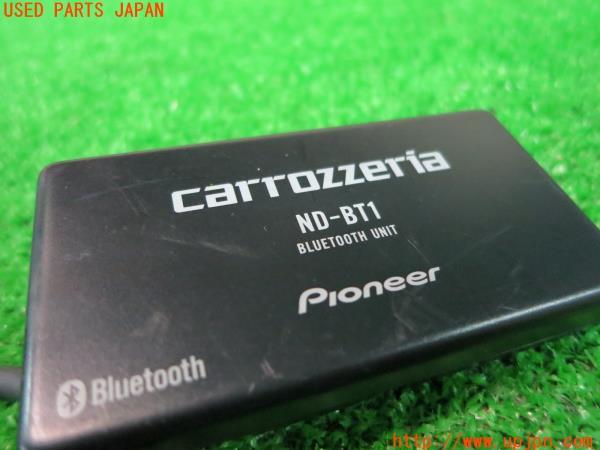 USED PARTS JAPAN
carrozzeria
ND-BT1
BLUETOOTH UNIT
Pioneer
Bluetooth
http://www.upjpn.com/